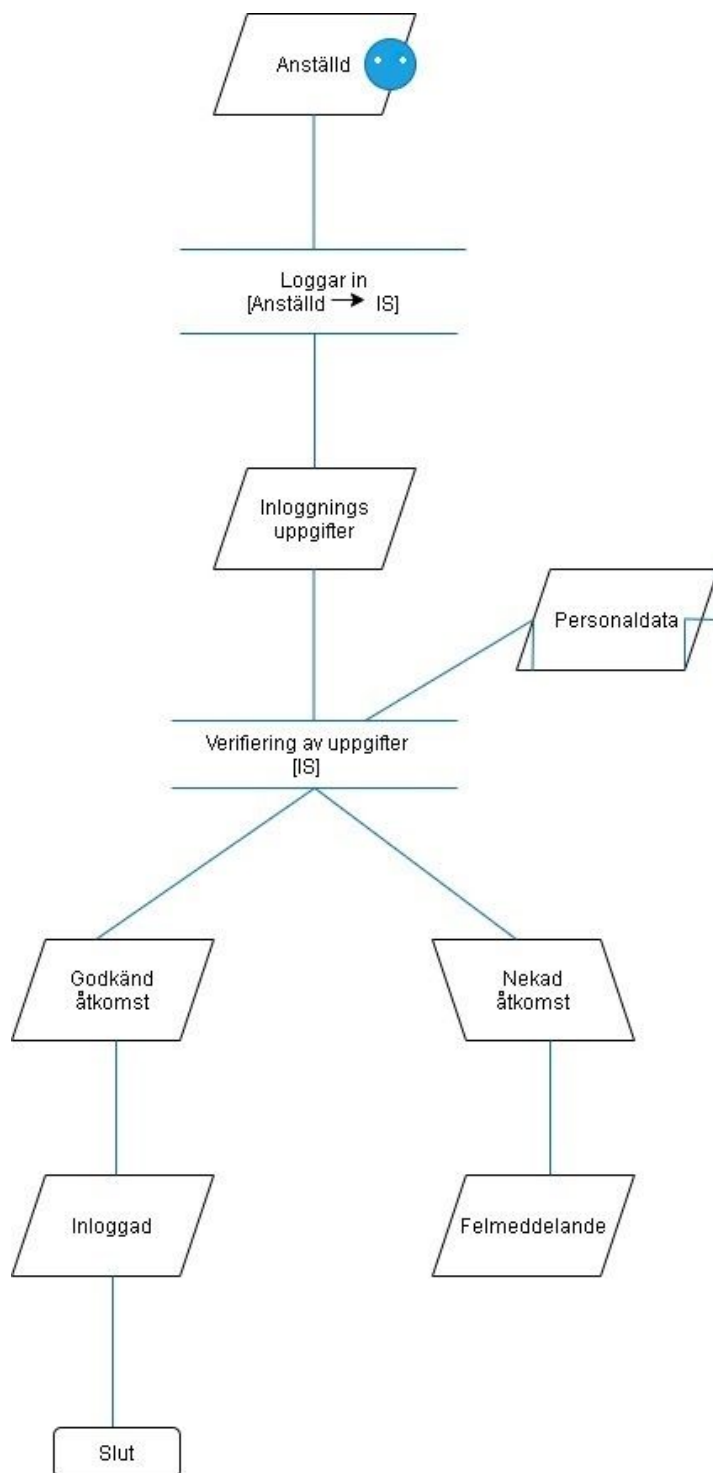 Anställd
Loggar in
[Anställd → IS]
Inloggnings
uppgifter
Personaldata
Verifiering av uppgifter
[IS]
Godkänd
åtkomst
Nekad
åtkomst
Inloggad
Felmeddelande
Slut